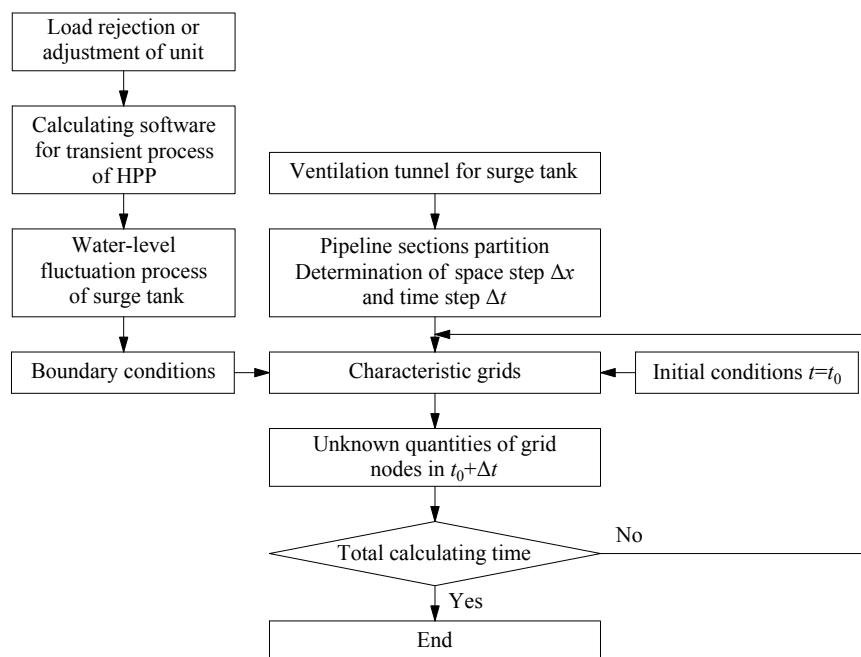 Load rejection or
adjustment of unit
Calculating software
for transient process
of HPP
Water-level
fluctuation process
of surge tank
Boundary conditions
Ventilation tunnel for surge tank
Pipeline sections partition
Determination of space step Δx
and time step Δt
Characteristic grids
Initial conditions t=t₀
Unknown quantities of grid
nodes in t₀+Δt
Total calculating time
No
Yes
End